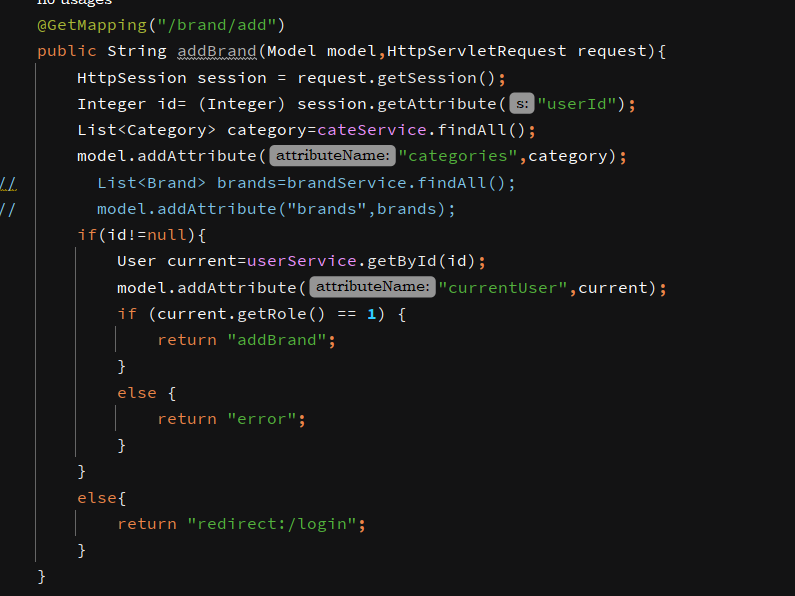 no usages
@GetMapping("/brand/add")
public String addBrand(Model model,HttpServletRequest request){
HttpSession session = request.getSession();
Integer id= (Integer) session.getAttribute( s: "userId");
List<Category> category=cateService.findAll();
model.addAttribute( attributeName: "categories",category);
// List<Brand> brands=brandService.findAll();
// model.addAttribute("brands",brands);
if(id!=null){
User current=userService.getById(id);
model.addAttribute( attributeName: "currentUser",current);
if (current.getRole() == 1) {
return "addBrand";
}
else {
return "error";
}
}
else{
return "redirect:/login";
}
}